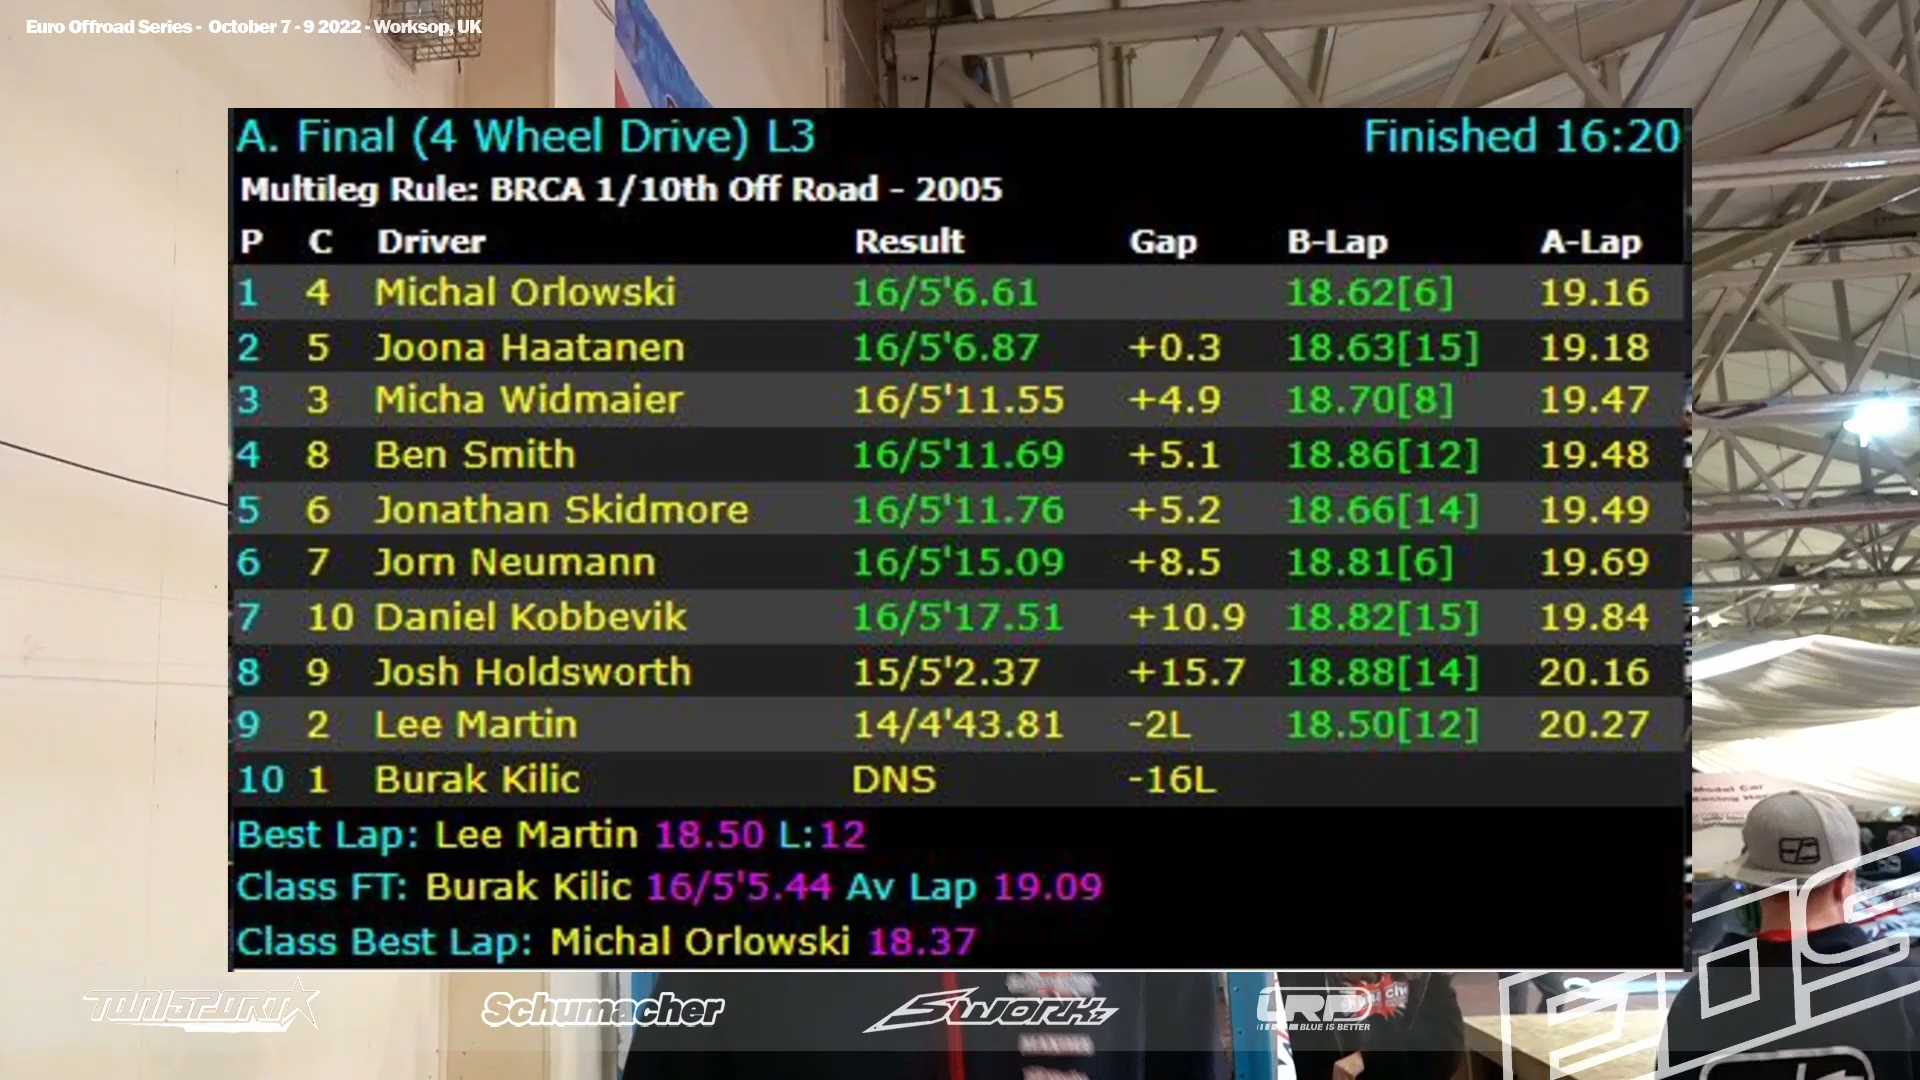 Euro Offroad Series - October 7 - 9 2022 - Worksop, UK
A. Final (4 Wheel Drive) L3 Finished 16:20
Multileg Rule: BRCA 1/10th Off Road - 2005
P C Driver Result Gap B-Lap A-Lap
1 4 Michal Orlowski 16/5'6.61 18.62[6] 19.16
2 5 Joona Haatanen 16/5'6.87 +0.3 18.63[15] 19.18
3 3 Micha Widmaier 16/5'11.55 +4.9 18.70[8] 19.47
4 8 Ben Smith 16/5'11.69 +5.1 18.86[12] 19.48
5 6 Jonathan Skidmore 16/5'11.76 +5.2 18.66[14] 19.49
6 7 Jorn Neumann 16/5'15.09 +8.5 18.81[6] 19.69
7 10 Daniel Kobbevik 16/5'17.51 +10.9 18.82[15] 19.84
8 9 Josh Holdsworth 15/5'2.37 +15.7 18.88[14] 20.16
9 2 Lee Martin 14/4'43.81 -2L 18.50[12] 20.27
10 1 Burak Kilic DNS -16L
Best Lap: Lee Martin 18.50 L:12
Class FT: Burak Kilic 16/5'5.44 Av Lap 19.09
Class Best Lap: Michal Orlowski 18.37
TONISPORT Schumacher SWORKz LRP EOS
BLUE IS BETTER